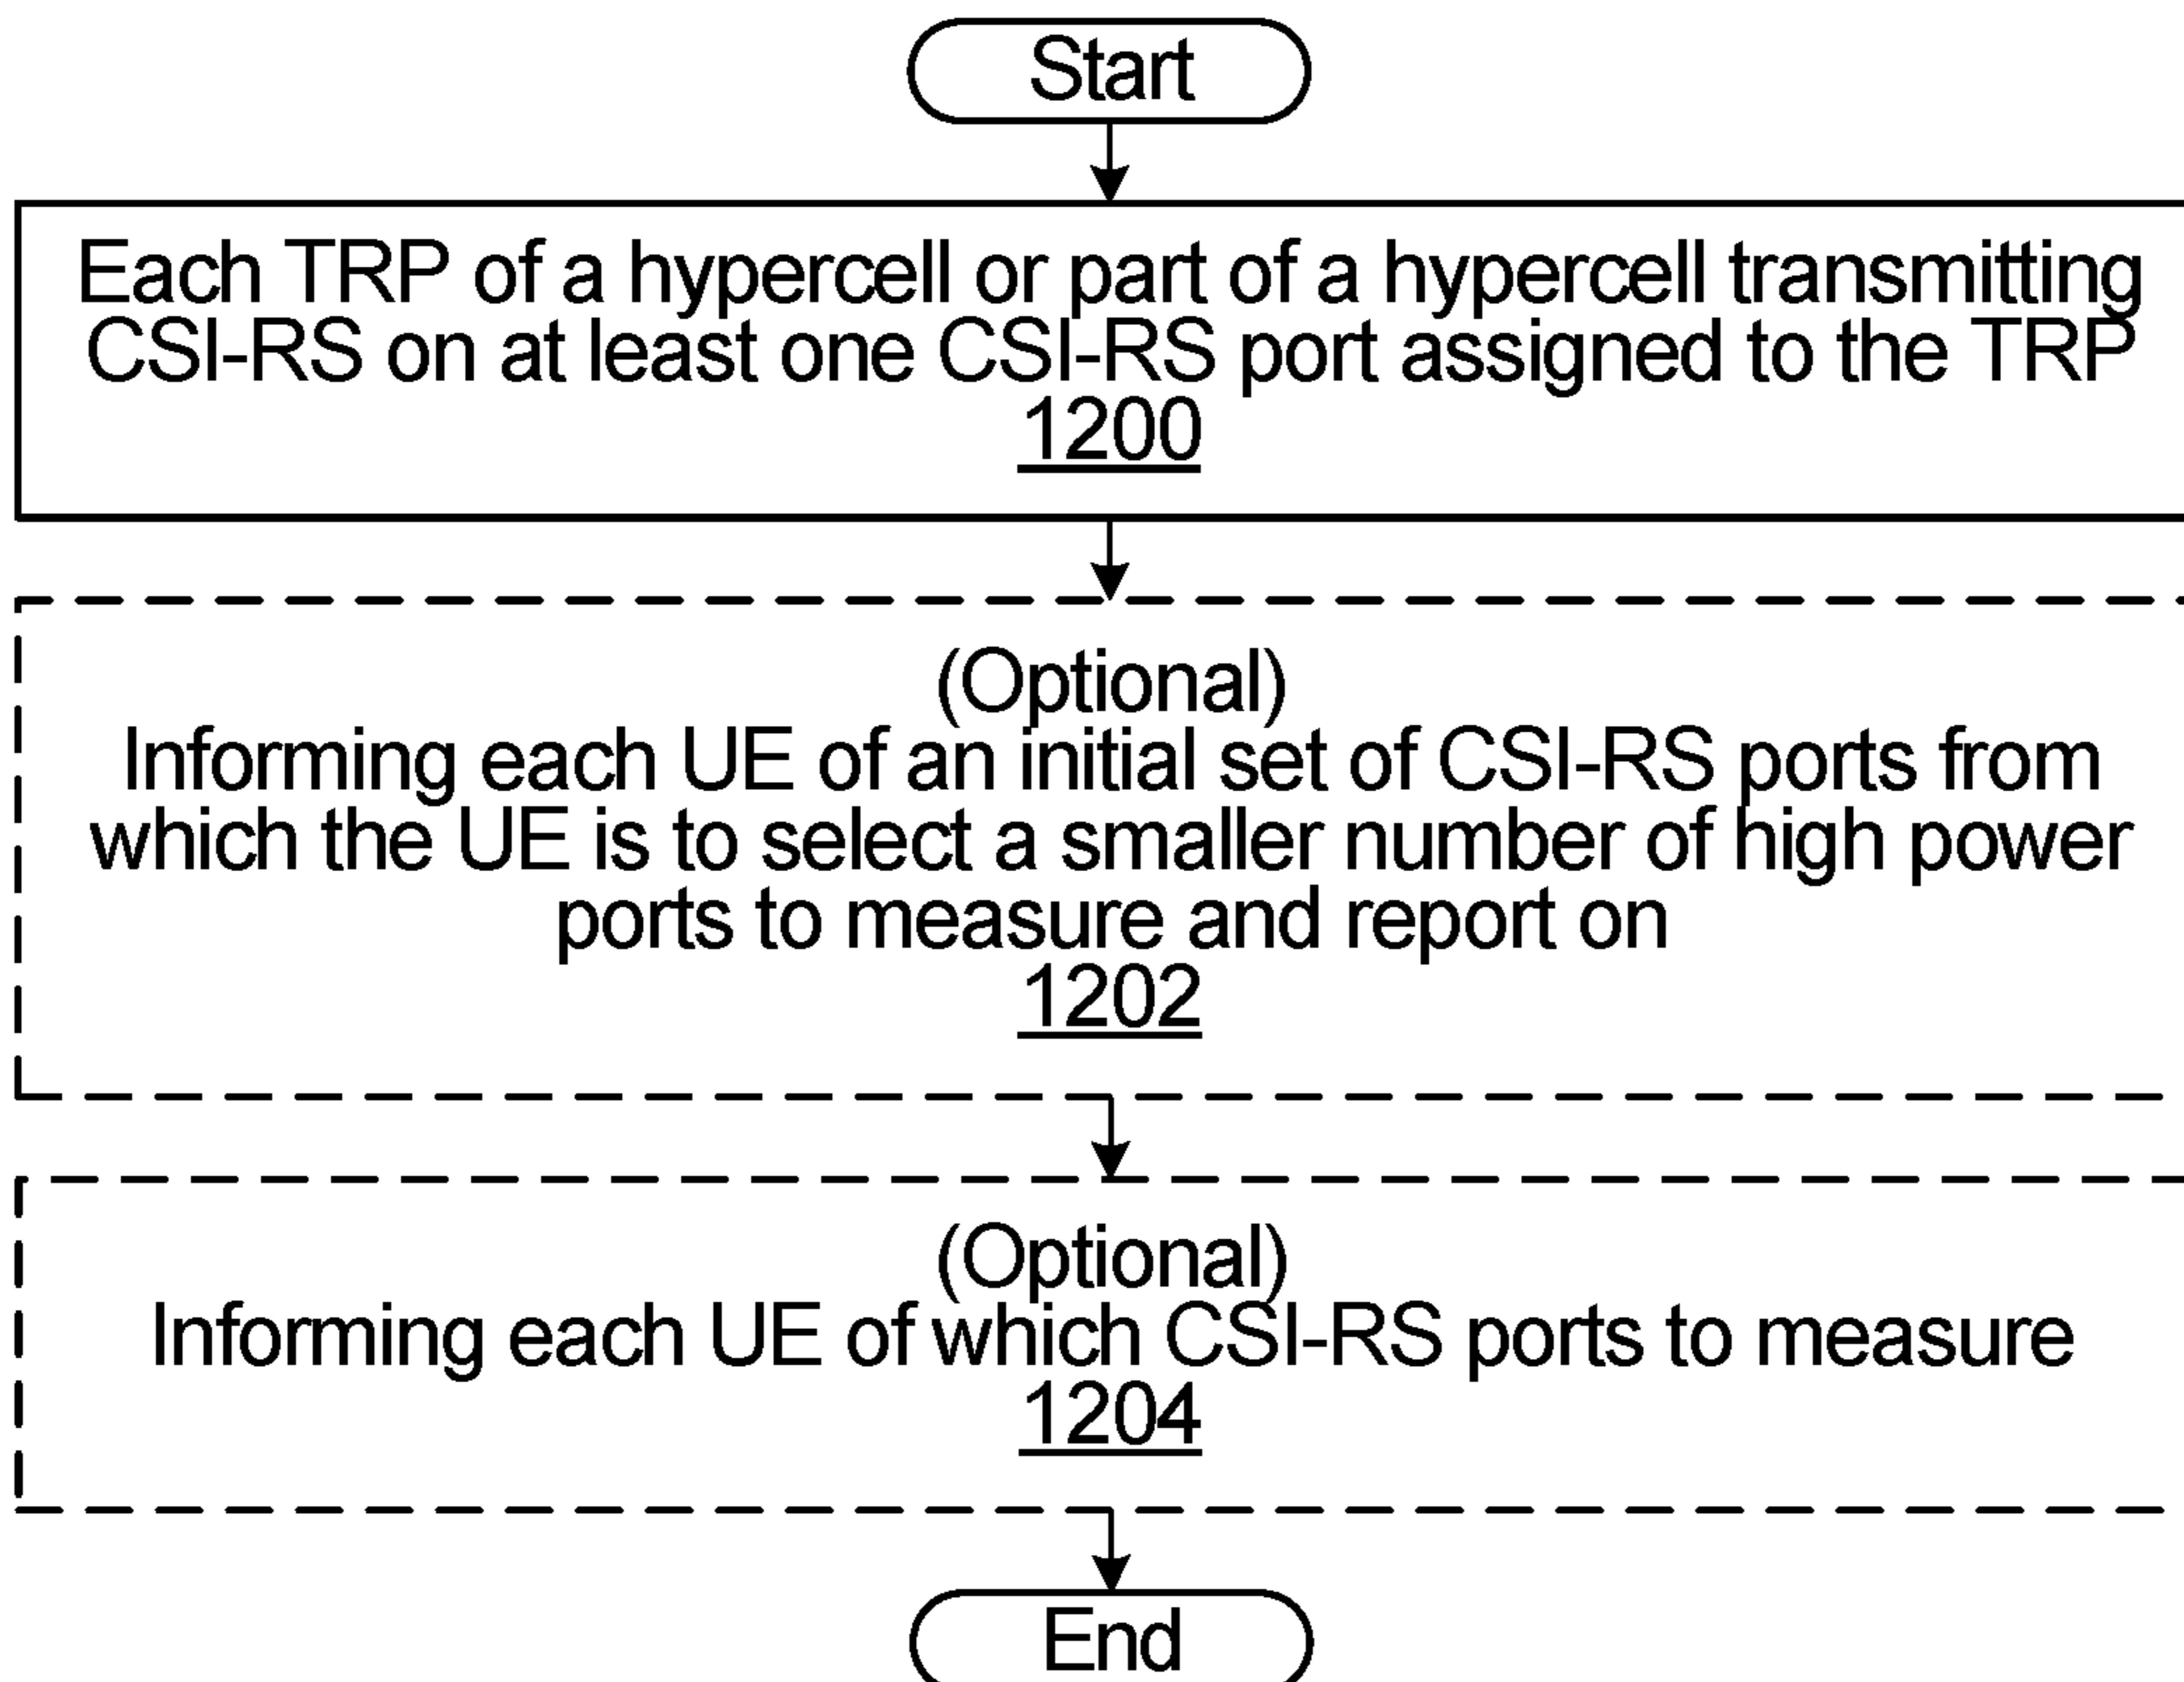 Start
Each TRP of a hypercell or part of a hypercell transmitting
CSI-RS on at least one CSI-RS port assigned to the TRP
1200
(Optional)
Informing each UE of an initial set of CSI-RS ports from
which the UE is to select a smaller number of high power
ports to measure and report on
1202
(Optional)
Informing each UE of which CSI-RS ports to measure
1204
End